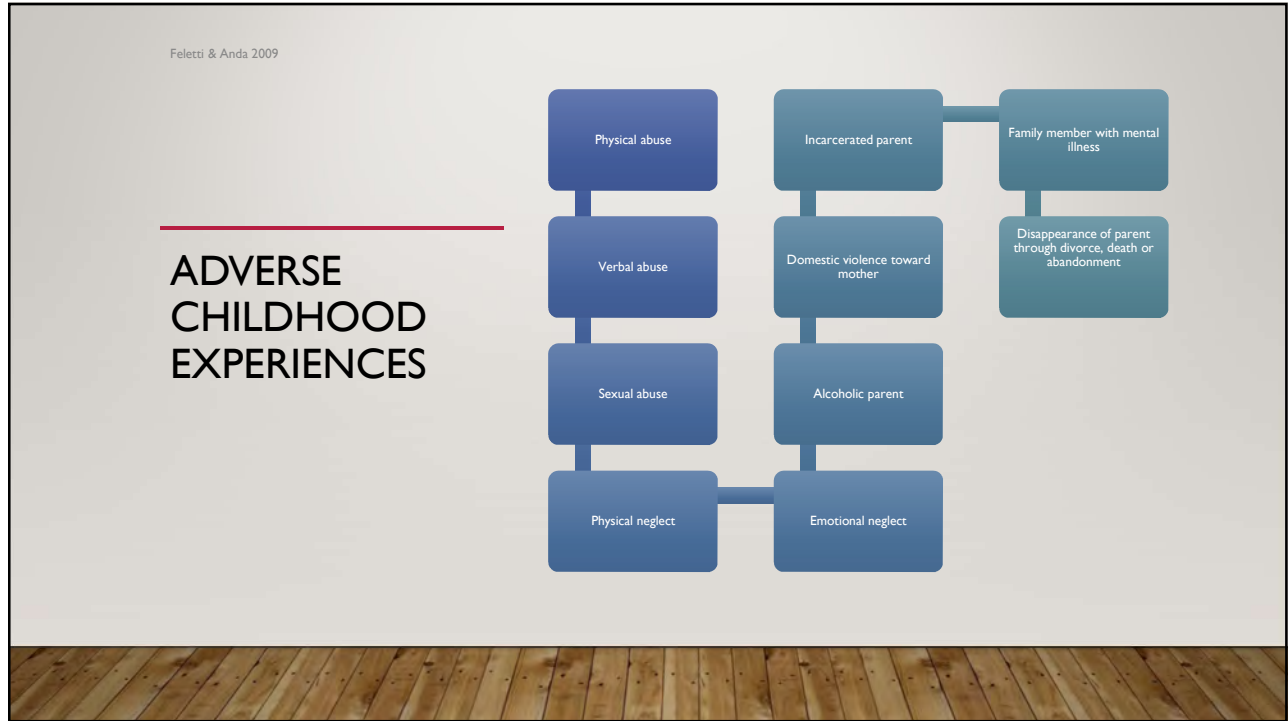 Feletti & Anda 2009
ADVERSE
CHILDHOOD
EXPERIENCES
Physical abuse
Verbal abuse
Sexual abuse
Physical neglect
Emotional neglect
Alcoholic parent
Domestic violence toward
mother
Incarcerated parent
Family member with mental
illness
Disappearance of parent
through divorce, death or
abandonment